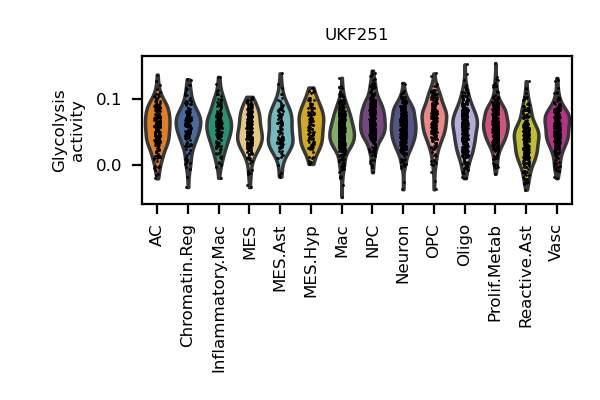 UKF251
Glycolysis
activity
0.1
0.0
AC
Chromatin.Reg
Inflammatory.Mac
MES
MES.Ast
MES.Hyp
Mac
NPC
Neuron
OPC
Oligo
Prolif.Metab
Reactive.Ast
Vasc